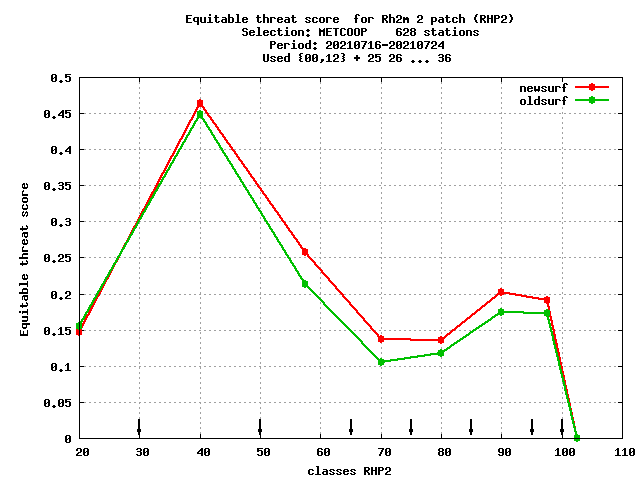 Equitable threat score  for Rh2m 2 patch (RHP2)
Selection: METCOOP    628 stations
Period: 20210716-20210724
Used {00,12} + 25 26 ... 36
newsurf
oldsurf
Equitable threat score
0.5
0.45
0.4
0.35
0.3
0.25
0.2
0.15
0.1
0.05
0
20 30 40 50 60 70 80 90 100 110
classes RHP2